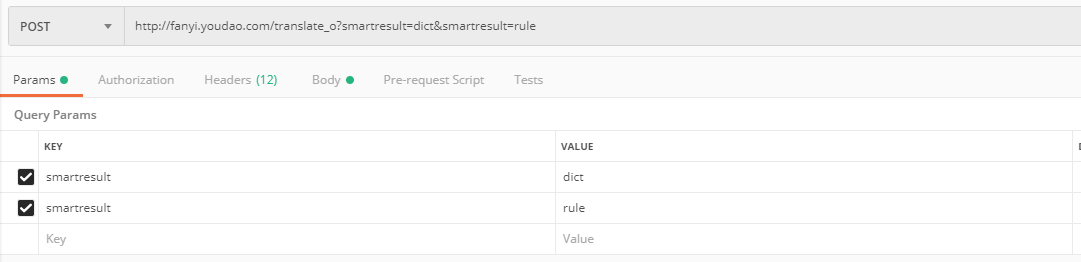 POST http://fanyi.youdao.com/translate_o?smartresult=dict&smartresult=rule
Params Authorization Headers (12) Body Pre-request Script Tests
Query Params
KEY VALUE
smartresult dict
smartresult rule
Key Value